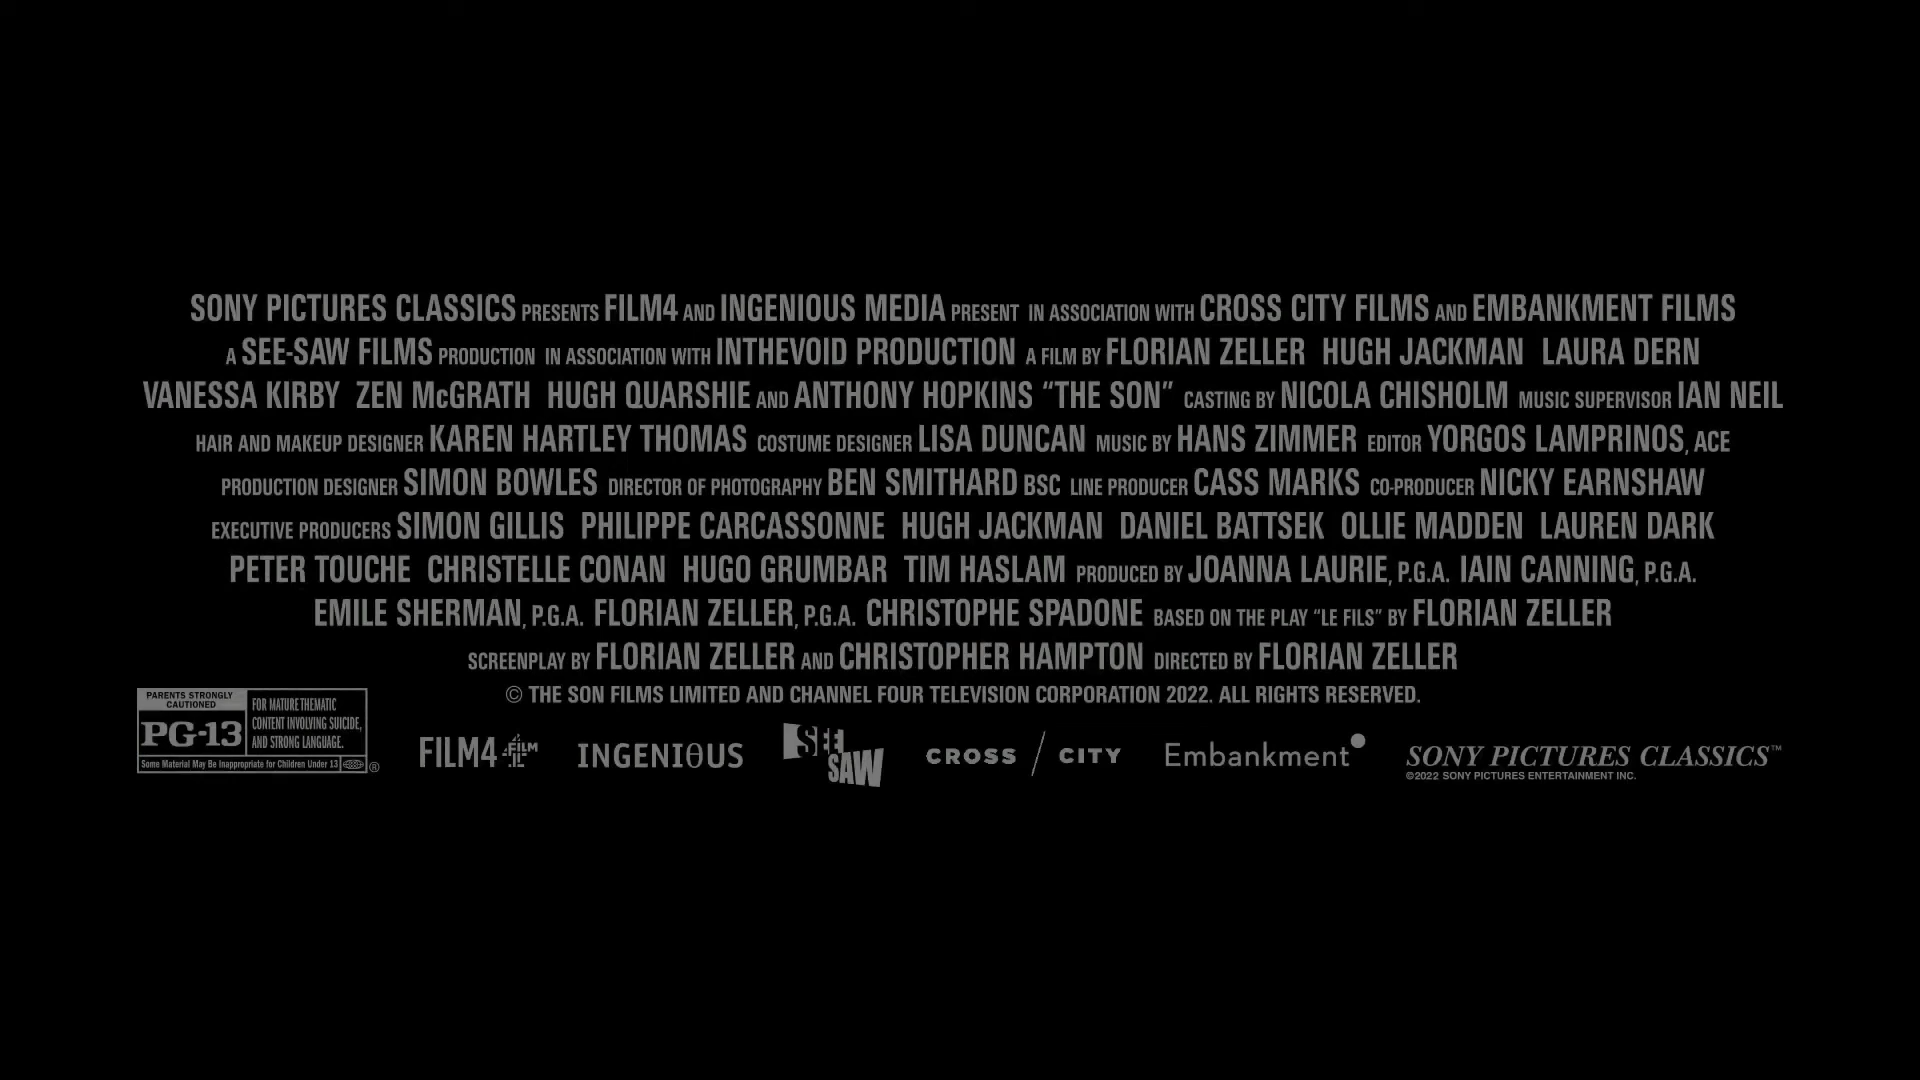 SONY PICTURES CLASSICS PRESENTS FILM4 AND INGENIOUS MEDIA PRESENT IN ASSOCIATION WITH CROSS CITY FILMS AND EMBANKMENT FILMS
A SEE-SAW FILMS PRODUCTION IN ASSOCIATION WITH INTHEVOID PRODUCTION A FILM BY FLORIAN ZELLER HUGH JACKMAN LAURA DERN
VANESSA KIRBY ZEN McGRATH HUGH QUARSHIE AND ANTHONY HOPKINS “THE SON” CASTING BY NICOLA CHISHOLM MUSIC SUPERVISOR IAN NEIL
HAIR AND MAKEUP DESIGNER KAREN HARTLEY THOMAS COSTUME DESIGNER LISA DUNCAN MUSIC BY HANS ZIMMER EDITOR YORGOS LAMPRINOS, ACE
PRODUCTION DESIGNER SIMON BOWLES DIRECTOR OF PHOTOGRAPHY BEN SMITHARD BSC LINE PRODUCER CASS MARKS CO-PRODUCER NICKY EARNSHAW
EXECUTIVE PRODUCERS SIMON GILLIS PHILIPPE CARCASSONNE HUGH JACKMAN DANIEL BATTSEK OLLIE MADDEN LAUREN DARK
PETER TOUCHE CHRISTELLE CONAN HUGO GRUMBAR TIM HASLAM PRODUCED BY JOANNA LAURIE, P.G.A. IAIN CANNING, P.G.A.
EMILE SHERMAN, P.G.A. FLORIAN ZELLER, P.G.A. CHRISTOPHE SPADONE BASED ON THE PLAY “LE FILS” BY FLORIAN ZELLER
SCREENPLAY BY FLORIAN ZELLER AND CHRISTOPHER HAMPTON DIRECTED BY FLORIAN ZELLER
© THE SON FILMS LIMITED AND CHANNEL FOUR TELEVISION CORPORATION 2022. ALL RIGHTS RESERVED.
PARENTS STRONGLY
CAUTIONED
PG-13
FOR MATURE THEMATIC
CONTENT INVOLVING SUICIDE,
AND STRONG LANGUAGE.
Some Material May Be Inappropriate for Children Under 13 ®
FILM4 FILM
INGENIθUS
SEE
SAW
CROSS / CITY
Embankment
SONY PICTURES CLASSICS™
©2022 SONY PICTURES ENTERTAINMENT INC.